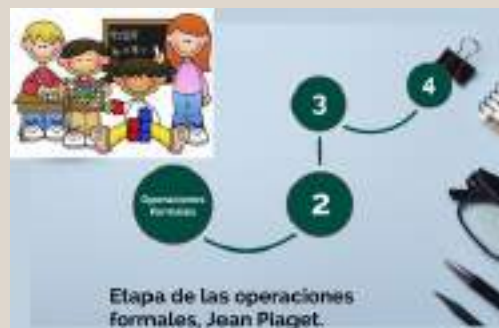 3
4
Operaciones
Formales
2
Etapa de las operaciones
formales, Jean Piaget.